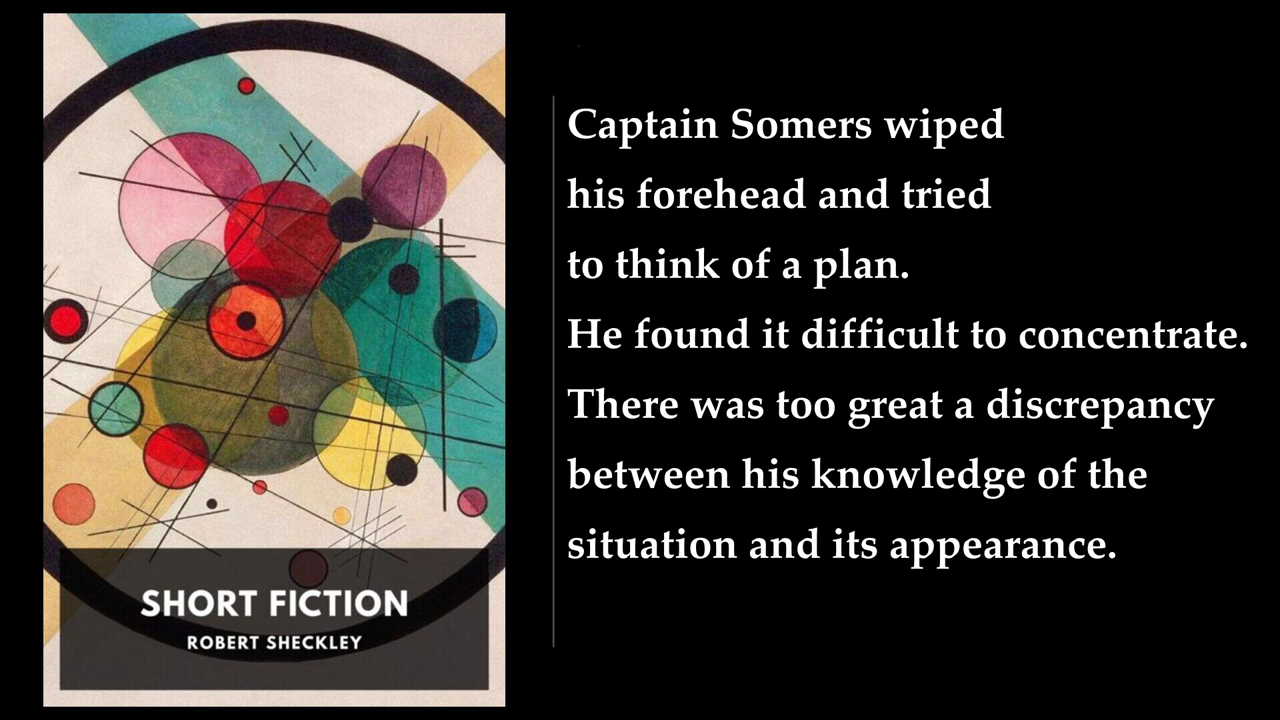 SHORT FICTION
ROBERT SHECKLEY
Captain Somers wiped
his forehead and tried
to think of a plan.
He found it difficult to concentrate.
There was too great a discrepancy
between his knowledge of the
situation and its appearance.